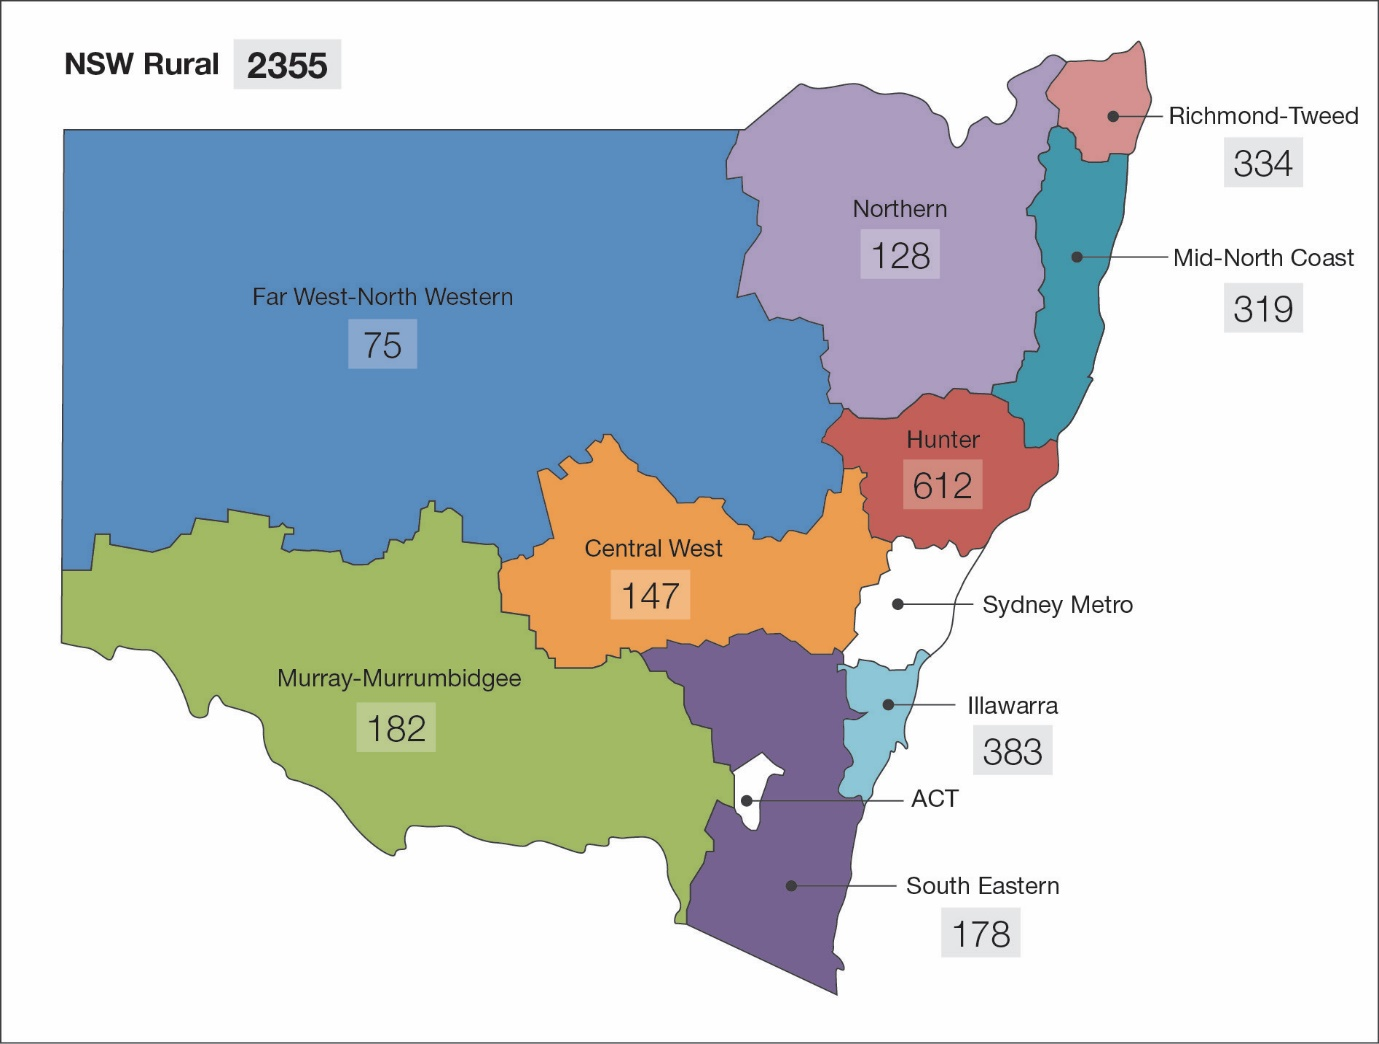 NSW Rural 2355
Richmond-Tweed
334
Northern
128
Mid-North Coast
319
Far West-North Western
75
Hunter
612
Central West
147
Sydney Metro
Murray-Murrumbidgee
182
Illawarra
383
ACT
South Eastern
178